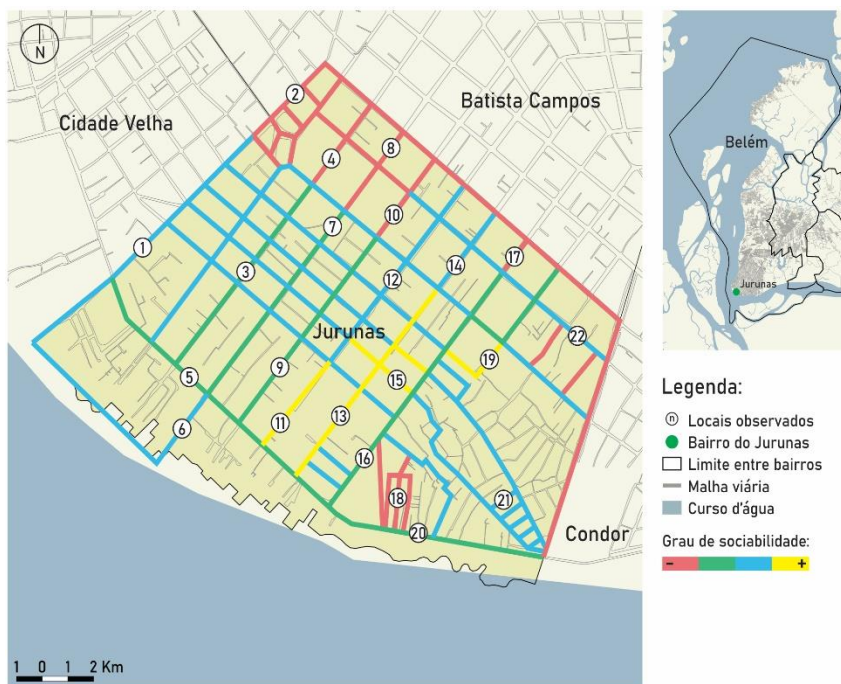 N
Cidade Velha
Batista Campos
Jurunas
Condor
1
2
3
4
5
6
7
8
9
10
11
12
13
14
15
16
17
18
19
20
21
22
1 0 1 2 Km
Belém
Jurunas
Legenda:
n Locais observados
Bairro do Jurunas
Limite entre bairros
Malha viária
Curso d'água
Grau de sociabilidade:
- +